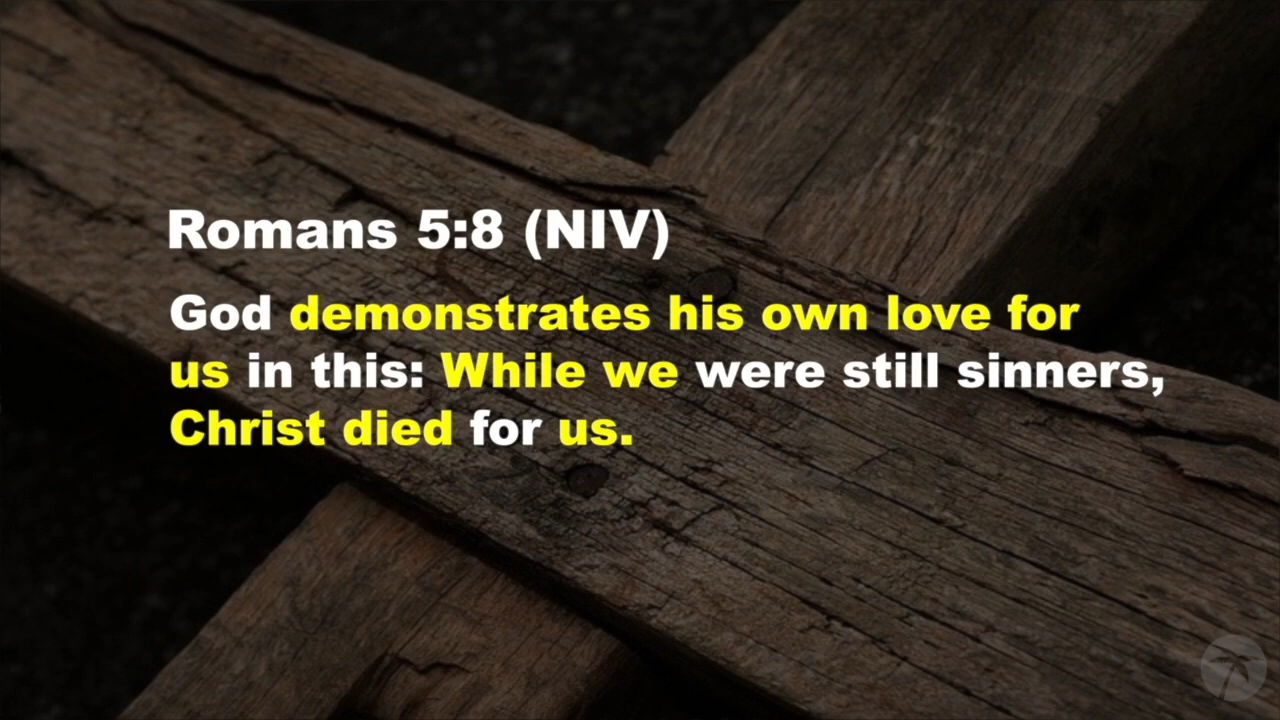 Romans 5:8 (NIV)
God demonstrates his own love for
us in this: While we were still sinners,
Christ died for us.